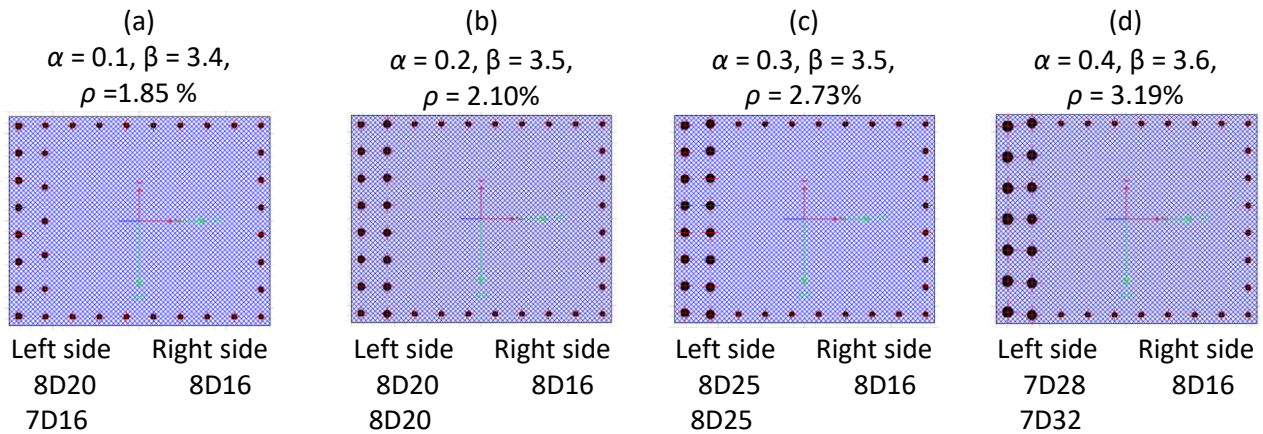 (a)
α = 0.1, β = 3.4,
ρ =1.85 %
Left side Right side
8D20 8D16
7D16
(b)
α = 0.2, β = 3.5,
ρ = 2.10%
Left side Right side
8D20 8D16
8D20
(c)
α = 0.3, β = 3.5,
ρ = 2.73%
Left side Right side
8D25 8D16
8D25
(d)
α = 0.4, β = 3.6,
ρ = 3.19%
Left side Right side
7D28 8D16
7D32